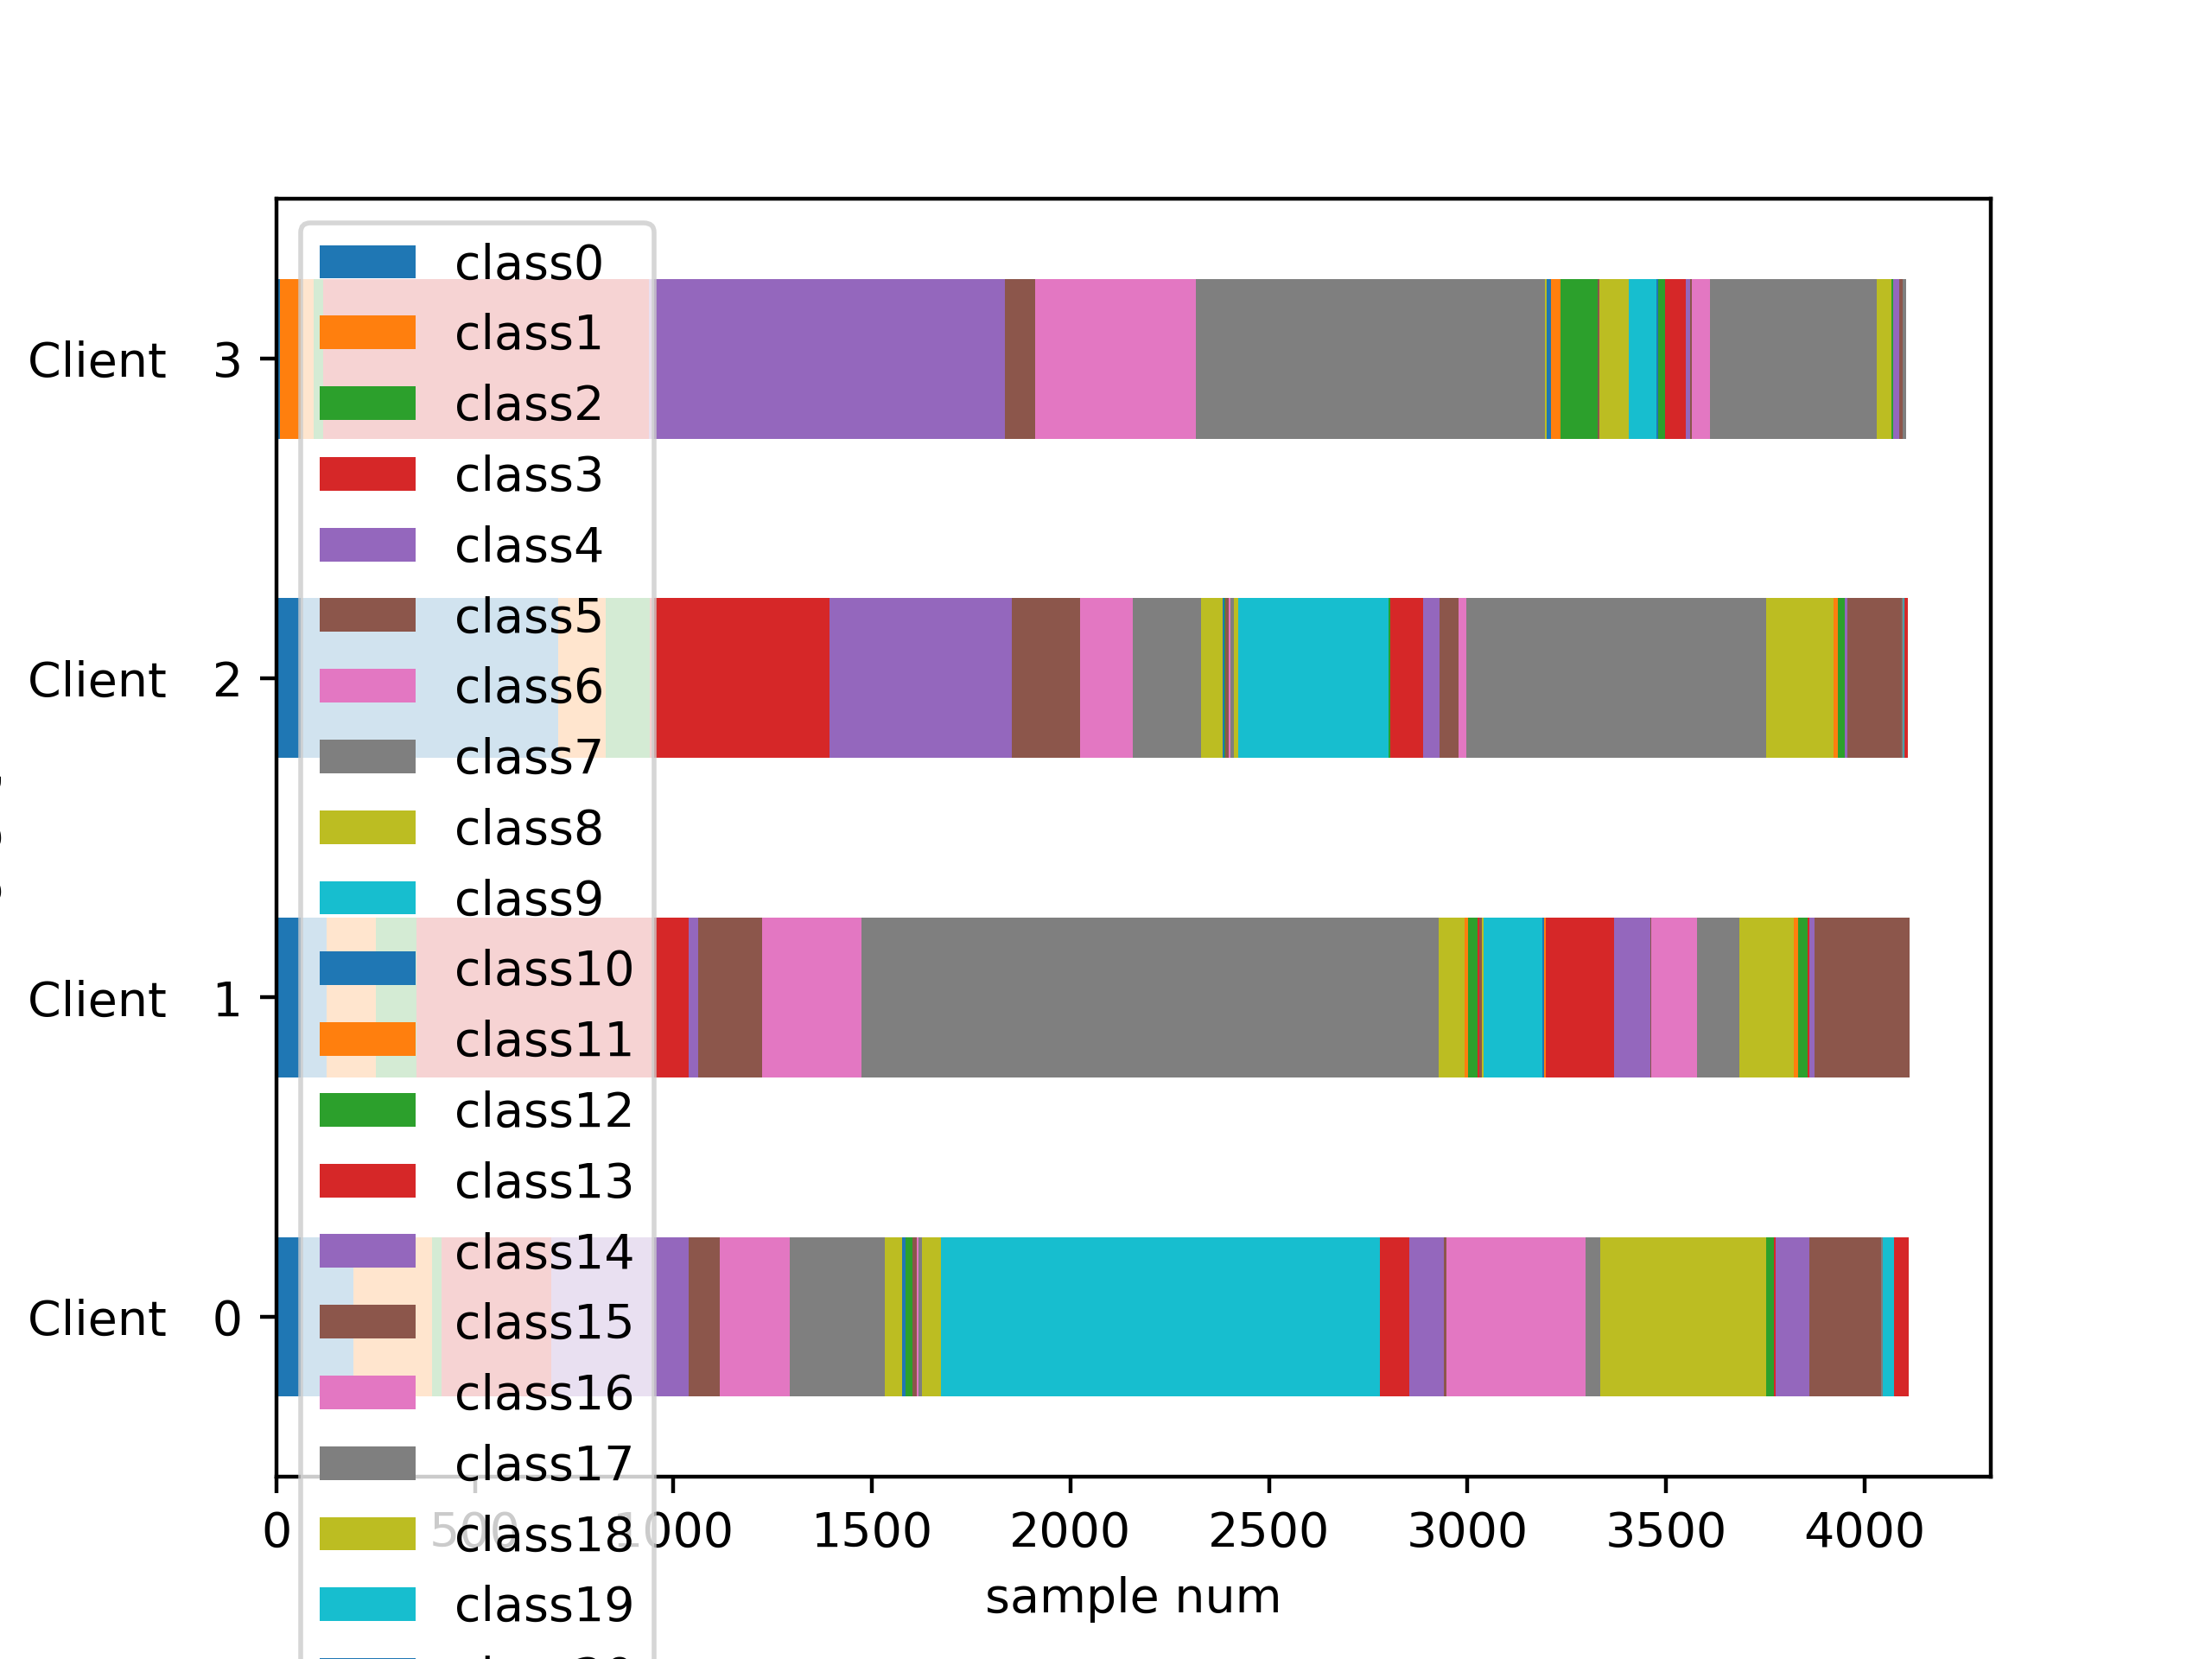 class0
class1
class2
class3
class4
class5
class6
class7
class8
class9
class10
class11
class12
class13
class14
class15
class16
class17
class18
class19
Client 3
Client 2
Client 1
Client 0
0 500 1000 1500 2000 2500 3000 3500 4000
sample num